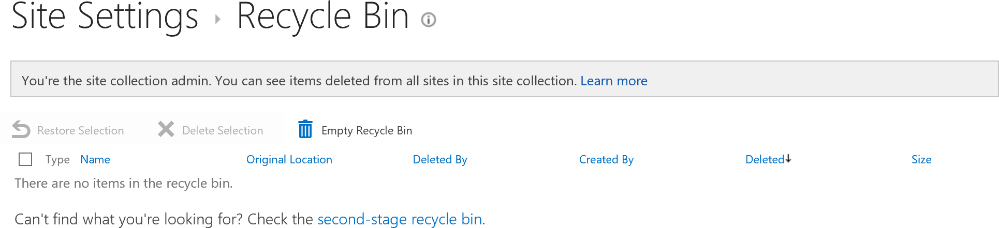 Site Settings Recycle Bin
You're the site collection admin. You can see items deleted from all sites in this site collection. Learn more
Restore Selection Delete Selection Empty Recycle Bin
Type Name Original Location Deleted By Created By Deleted Size
There are no items in the recycle bin.
Can't find what you're looking for? Check the second-stage recycle bin.